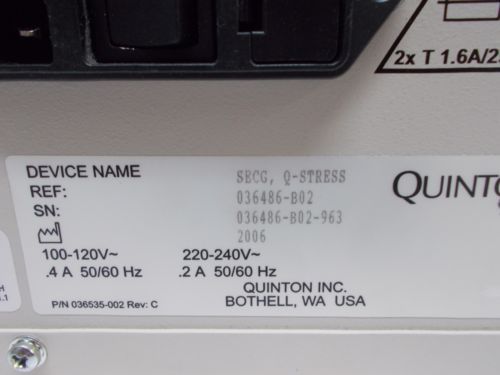 2x T 1.6A/2
DEVICE NAME SECG, Q-STRESS
REF: 036486-B02
SN: 036486-B02-963
2006
QUINTON
100-120V~ 220-240V~
.4 A 50/60 Hz .2 A 50/60 Hz
QUINTON INC.
P/N 036535-002 Rev: C BOTHELL, WA USA